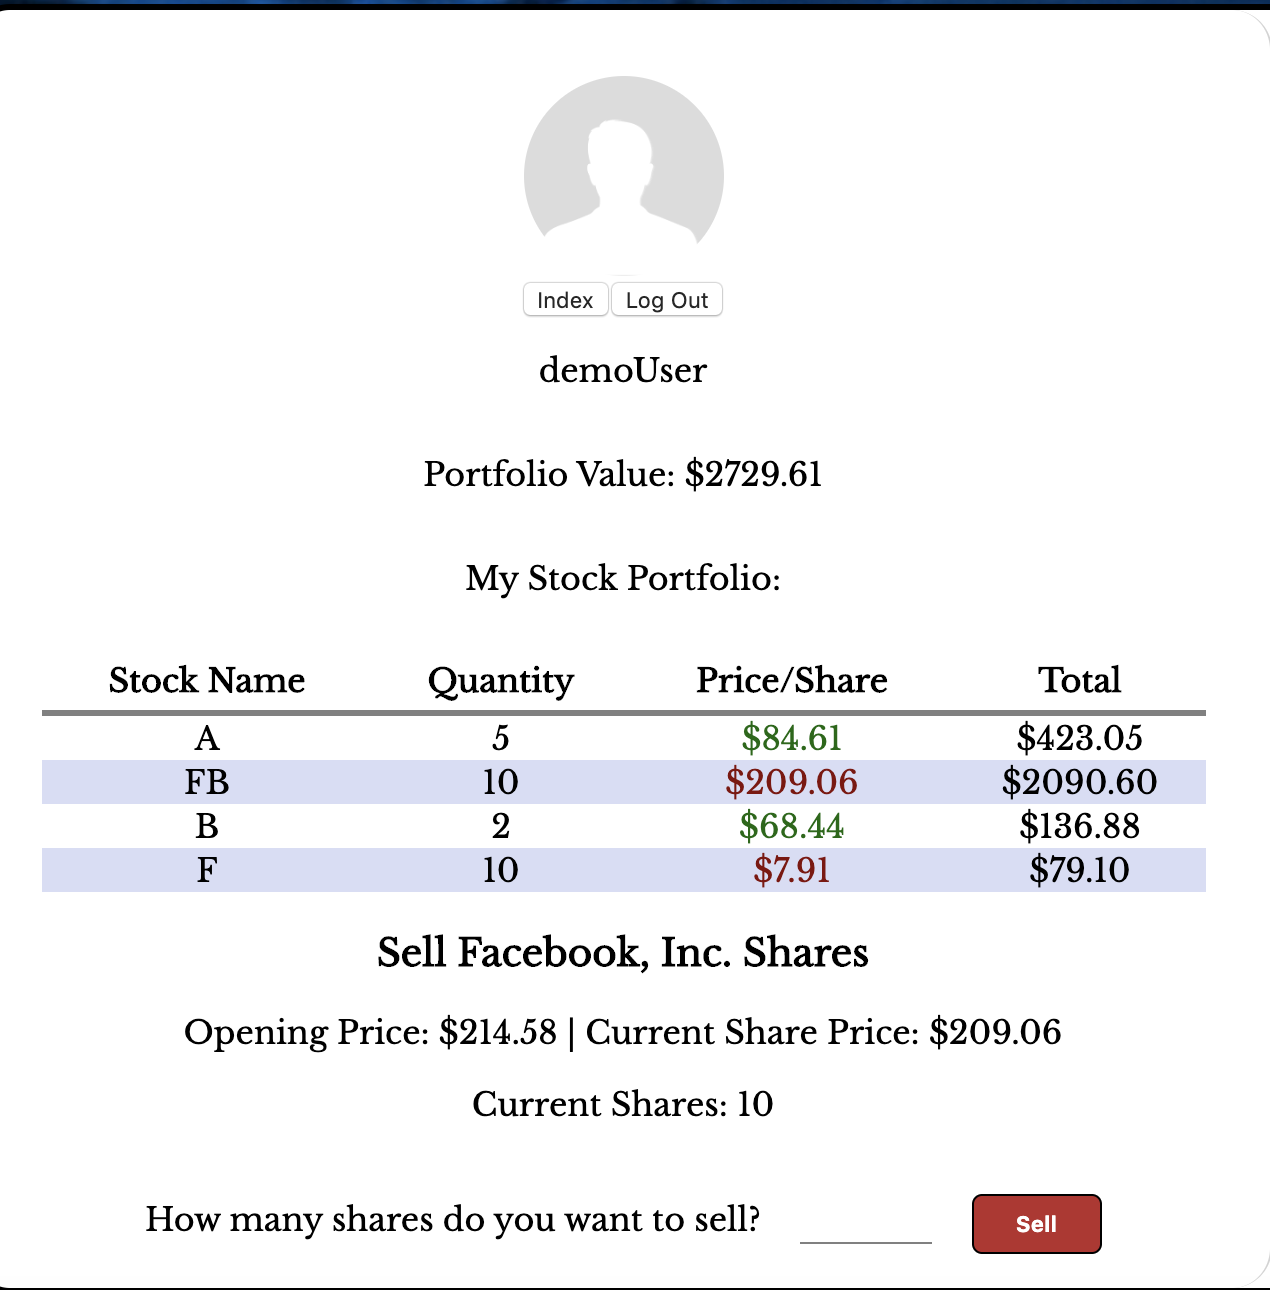 Index Log Out
demoUser
Portfolio Value: $2729.61
My Stock Portfolio:
Stock Name Quantity Price/Share Total
A 5 $84.61 $423.05
FB 10 $209.06 $2090.60
B 2 $68.44 $136.88
F 10 $7.91 $79.10
Sell Facebook, Inc. Shares
Opening Price: $214.58 | Current Share Price: $209.06
Current Shares: 10
How many shares do you want to sell? Sell